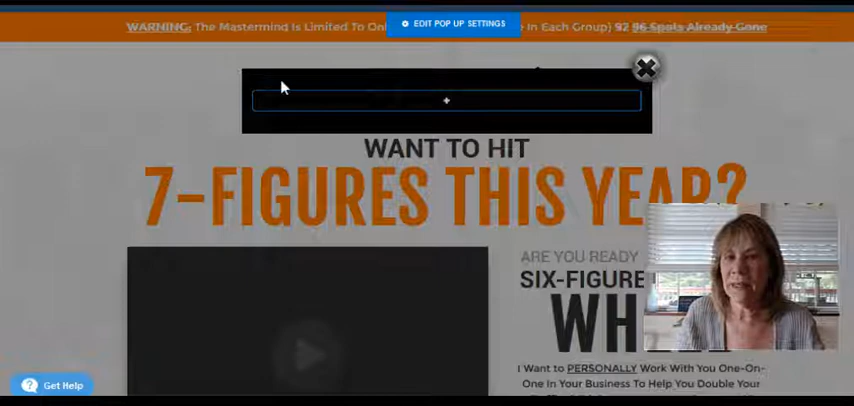 WARNING: The Mastermind Is Limited To
EDIT POP UP SETTINGS
In Each Group) 92 96 Spots Already Gone
WANT TO HIT
7-FIGURES THIS YEAR?
ARE YOU READY
SIX-FIGURE
I Want to PERSONALLY Work With You One-On-
One In Your Business To Help You Double Your
Get Help